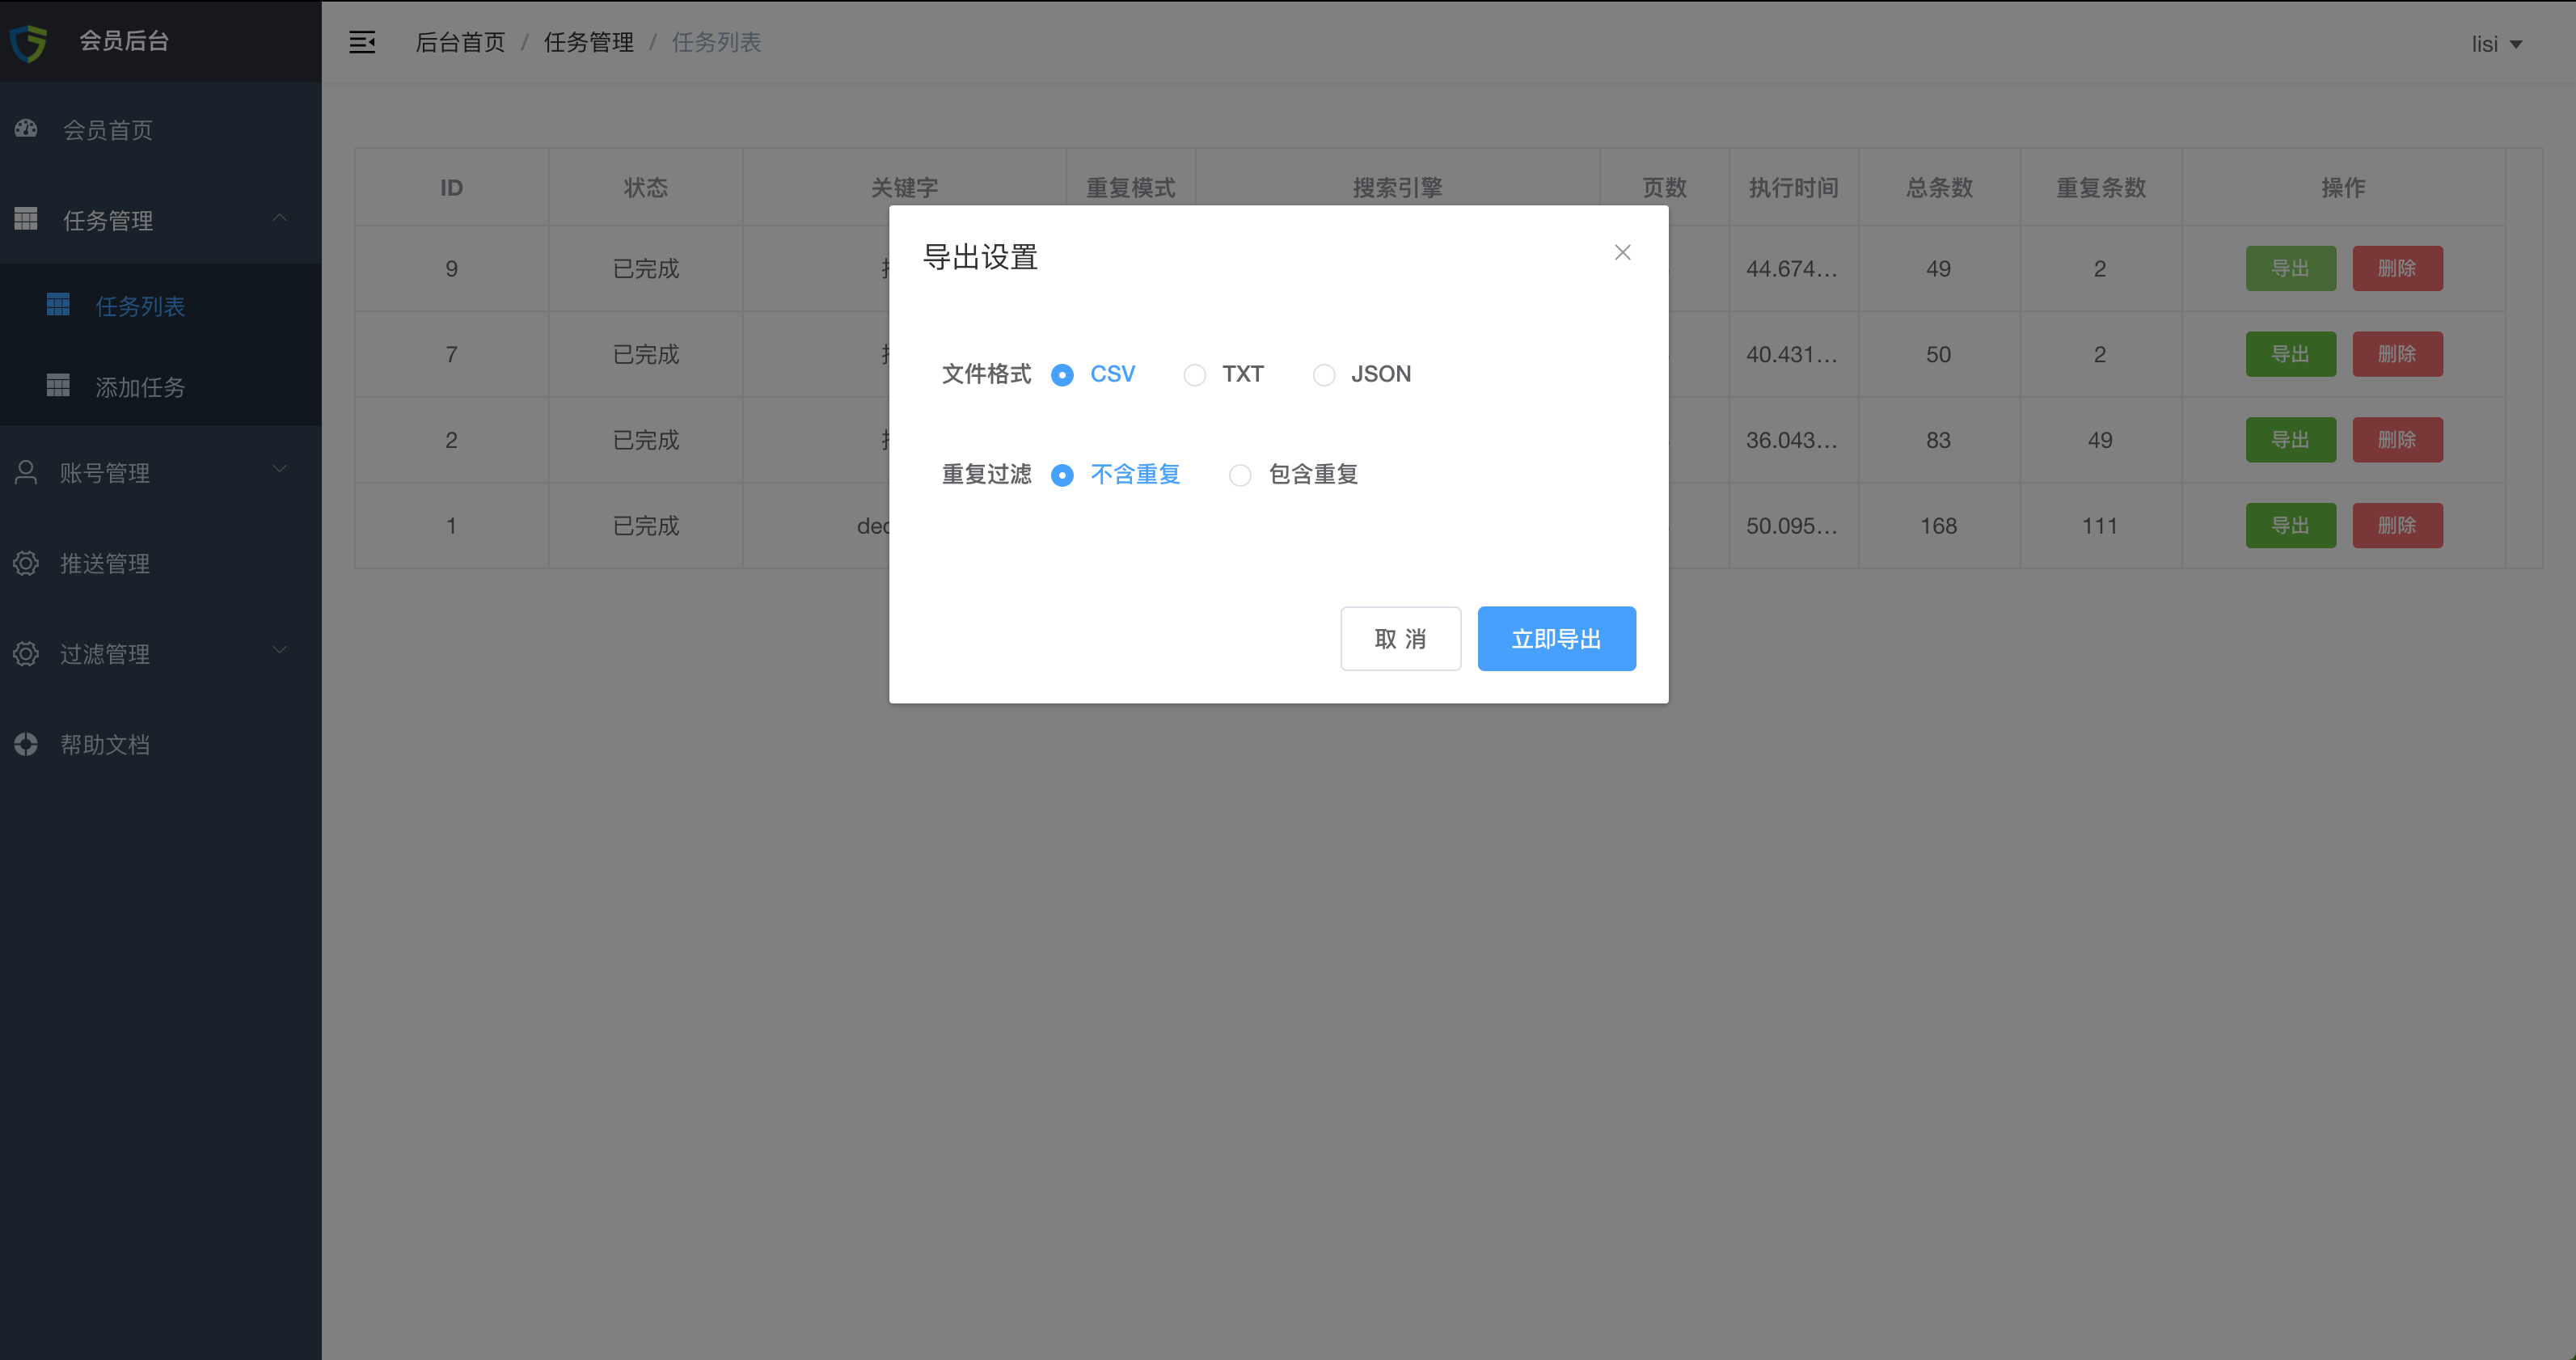 会员后台
后台首页 / 任务管理 / 任务列表
lisi
会员首页
任务管理
任务列表
添加任务
账号管理
推送管理
过滤管理
帮助文档
ID 状态 关键字 重复模式 搜索引擎 页数 执行时间 总条数 重复条数 操作
9 已完成 44.674... 49 2 导出 删除
7 已完成 40.431... 50 2 导出 删除
2 已完成 36.043... 83 49 导出 删除
1 已完成 50.095... 168 111 导出 删除
导出设置
文件格式 CSV TXT JSON
重复过滤 不含重复 包含重复
取 消 立即导出